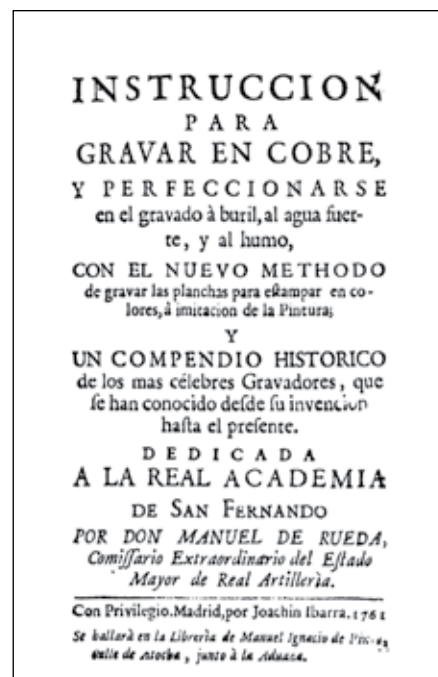 INSTRUCCION
PARA
GRAVAR EN COBRE,
Y PERFECCIONARSE
en el gravado à buril, al agua fuer-
te, y al humo,
CON EL NUEVO METHODO
de gravar las planchas para eſtampar en co-
lores, à imitacion de la Pintura;
Y
UN COMPENDIO HISTORICO
de los mas célebres Gravadores, que
ſe han conocido deſde ſu invencion
haſta el preſente.
DEDICADA
A LA REAL ACADEMIA
DE SAN FERNANDO
POR DON MANUEL DE RUEDA,
Comiſſario Extraordinario del Eſtado
Mayor de Real Artillerìa.
Con Privilegio. Madrid, por Joachin Ibarra. 1761
Se hallarà en la Librerìa de Manuel Ignacio de
calle de Atocha, junto à la Aduana.